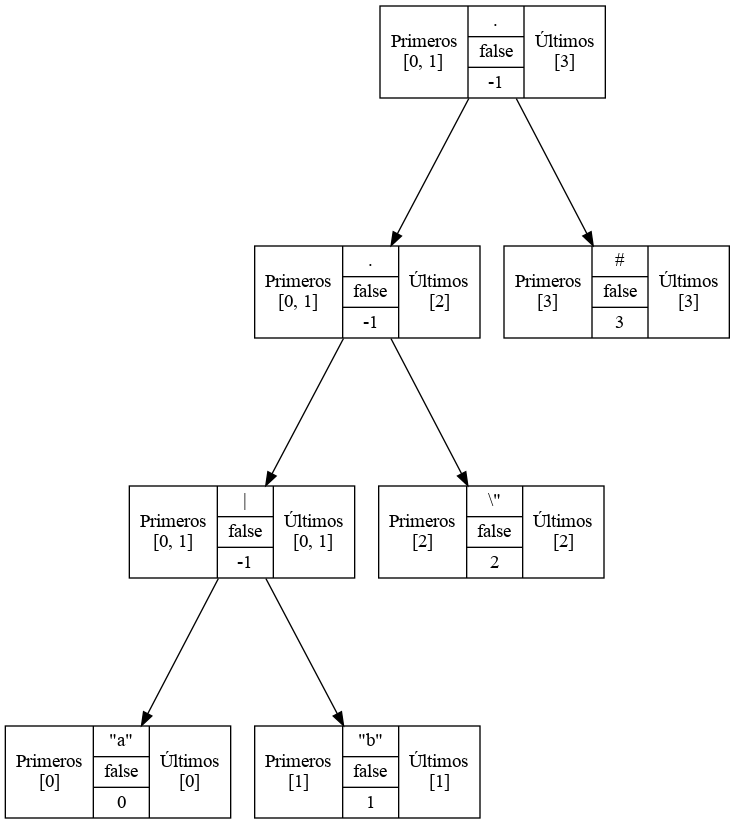 Primeros
[0, 1]
.
false
-1
Últimos
[3]
Primeros
[0, 1]
.
false
-1
Últimos
[2]
Primeros
[3]
#
false
3
Últimos
[3]
Primeros
[0, 1]
|
false
-1
Últimos
[0, 1]
Primeros
[2]
\"
false
2
Últimos
[2]
Primeros
[0]
"a"
false
0
Últimos
[0]
Primeros
[1]
"b"
false
1
Últimos
[1]